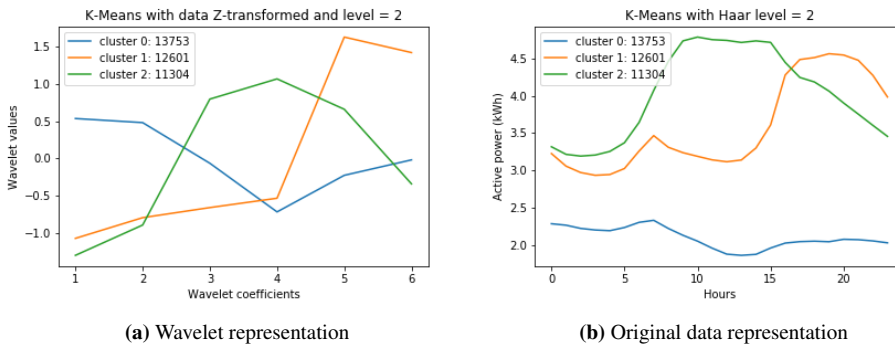 K-Means with data Z-transformed and level = 2
cluster 0: 13753
cluster 1: 12601
cluster 2: 11304
Wavelet values
1.5
1.0
0.5
0.0
−0.5
−1.0
1 2 3 4 5 6
Wavelet coefficients
(a) Wavelet representation
K-Means with Haar level = 2
cluster 0: 13753
cluster 1: 12601
cluster 2: 11304
Active power (kWh)
4.5
4.0
3.5
3.0
2.5
2.0
0 5 10 15 20
Hours
(b) Original data representation